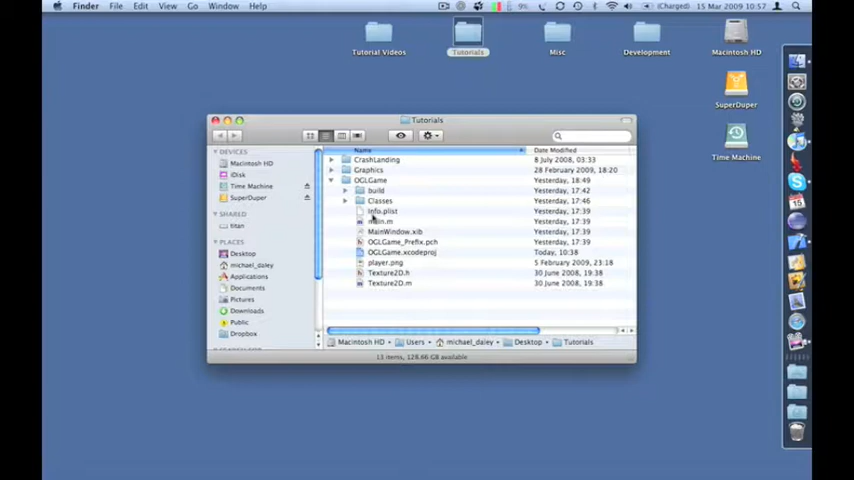 Finder File Edit View Go Window Help 9% (Charged) 15 Mar 2009 10:57
Tutorial Videos Tutorials Misc Development Macintosh HD
SuperDuper
Time Machine
Tutorials
Name Date Modified
DEVICES
Macintosh HD
iDisk
Time Machine
SuperDuper
SHARED
titan
PLACES
Desktop
michael_daley
Applications
Documents
Pictures
Downloads
Public
Dropbox
CrashLanding 8 July 2008, 03:33
Graphics 28 February 2009, 18:20
OGLGame Yesterday, 18:49
build Yesterday, 17:42
Classes Yesterday, 17:46
Info.plist Yesterday, 17:39
main.m Yesterday, 17:39
MainWindow.xib Yesterday, 17:39
OGLGame_Prefix.pch Yesterday, 17:39
OGLGame.xcodeproj Today, 10:38
player.png 5 February 2009, 23:18
Texture2D.h 30 June 2008, 19:38
Texture2D.m 30 June 2008, 19:38
Macintosh HD Users michael_daley Desktop Tutorials
13 items, 128.66 GB available